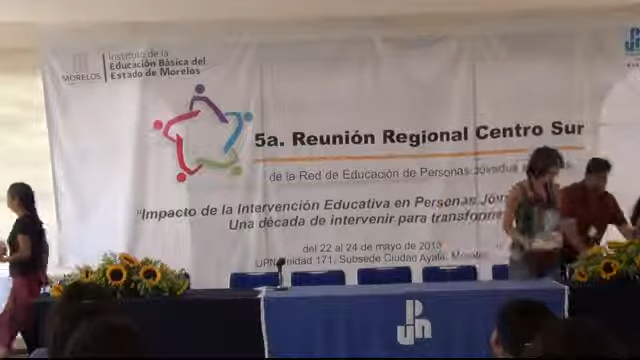 MORELOS
Instituto de la
Educación Básica del
Estado de Morelos
5a. Reunión Regional Centro Sur
de la Red de Educación de Personas
"Impacto de la Intervención Educativa en Personas
Una década de intervenir para
del 22 al 24 de mayo de 2013
UPN Unidad 171, Subsede Ciudad Ayala, Morelos
upn